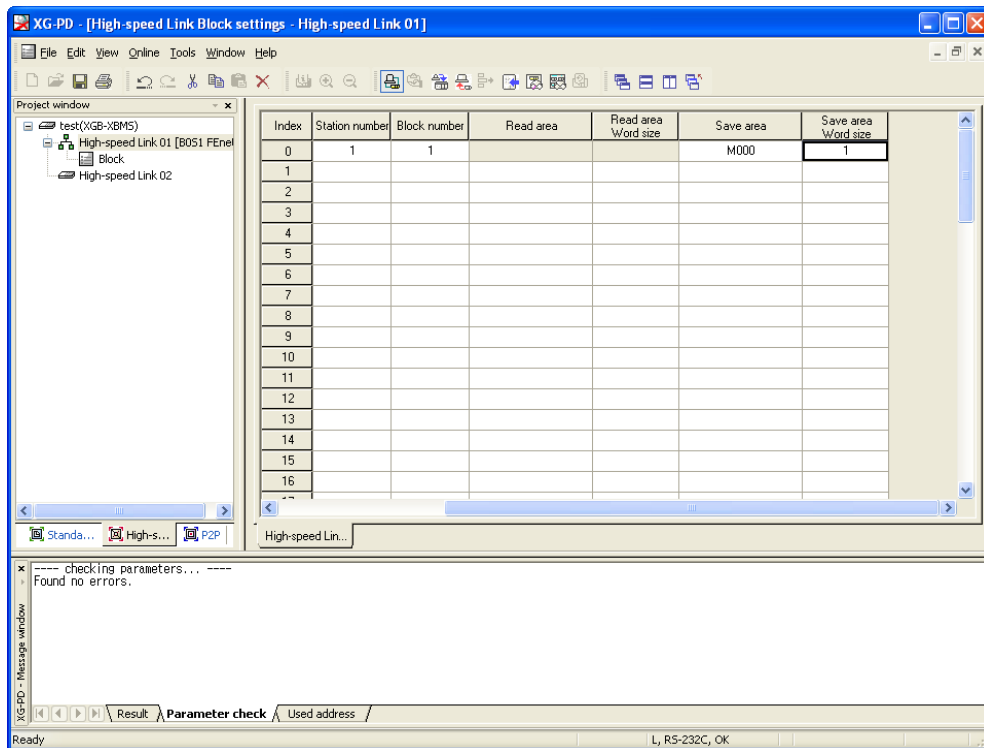 XG-PD - [High-speed Link Block settings - High-speed Link 01]
File Edit View Online Tools Window Help
Project window
test(XGB-XBMS)
High-speed Link 01 [B0S1 FEnet
Block
High-speed Link 02
Standa... High-s... P2P
Index Station number Block number Read area Read area Word size Save area Save area Word size
0 1 1 M000 1
1
2
3
4
5
6
7
8
9
10
11
12
13
14
15
16
High-speed Lin...
---- checking parameters... ----
Found no errors.
XG-PD - Message window
Result Parameter check Used address
Ready L, RS-232C, OK